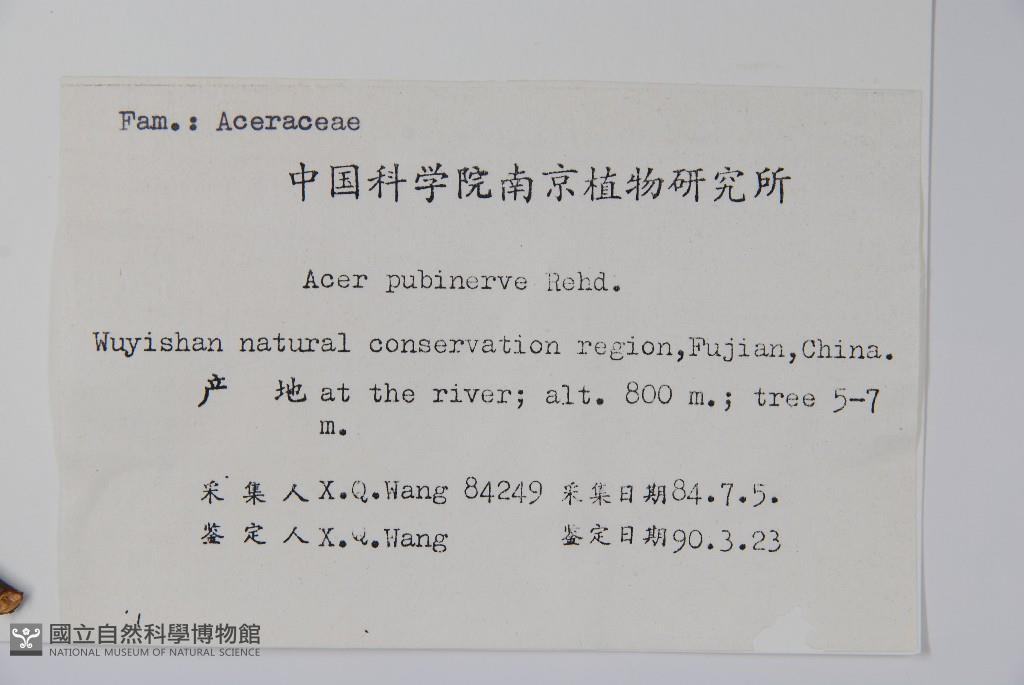 Fam.: Aceraceae
中国科学院南京植物研究所
Acer pubinerve Rehd.
Wuyishan natural conservation region,Fujian,China.
产 地 at the river; alt. 800 m.; tree 5-7
m.
采 集 人 X.Q.Wang 84249 采集日期 84.7.5.
鉴 定 人 X.Q.Wang 鉴定日期 90.3.23
國立自然科學博物館
NATIONAL MUSEUM OF NATURAL SCIENCE